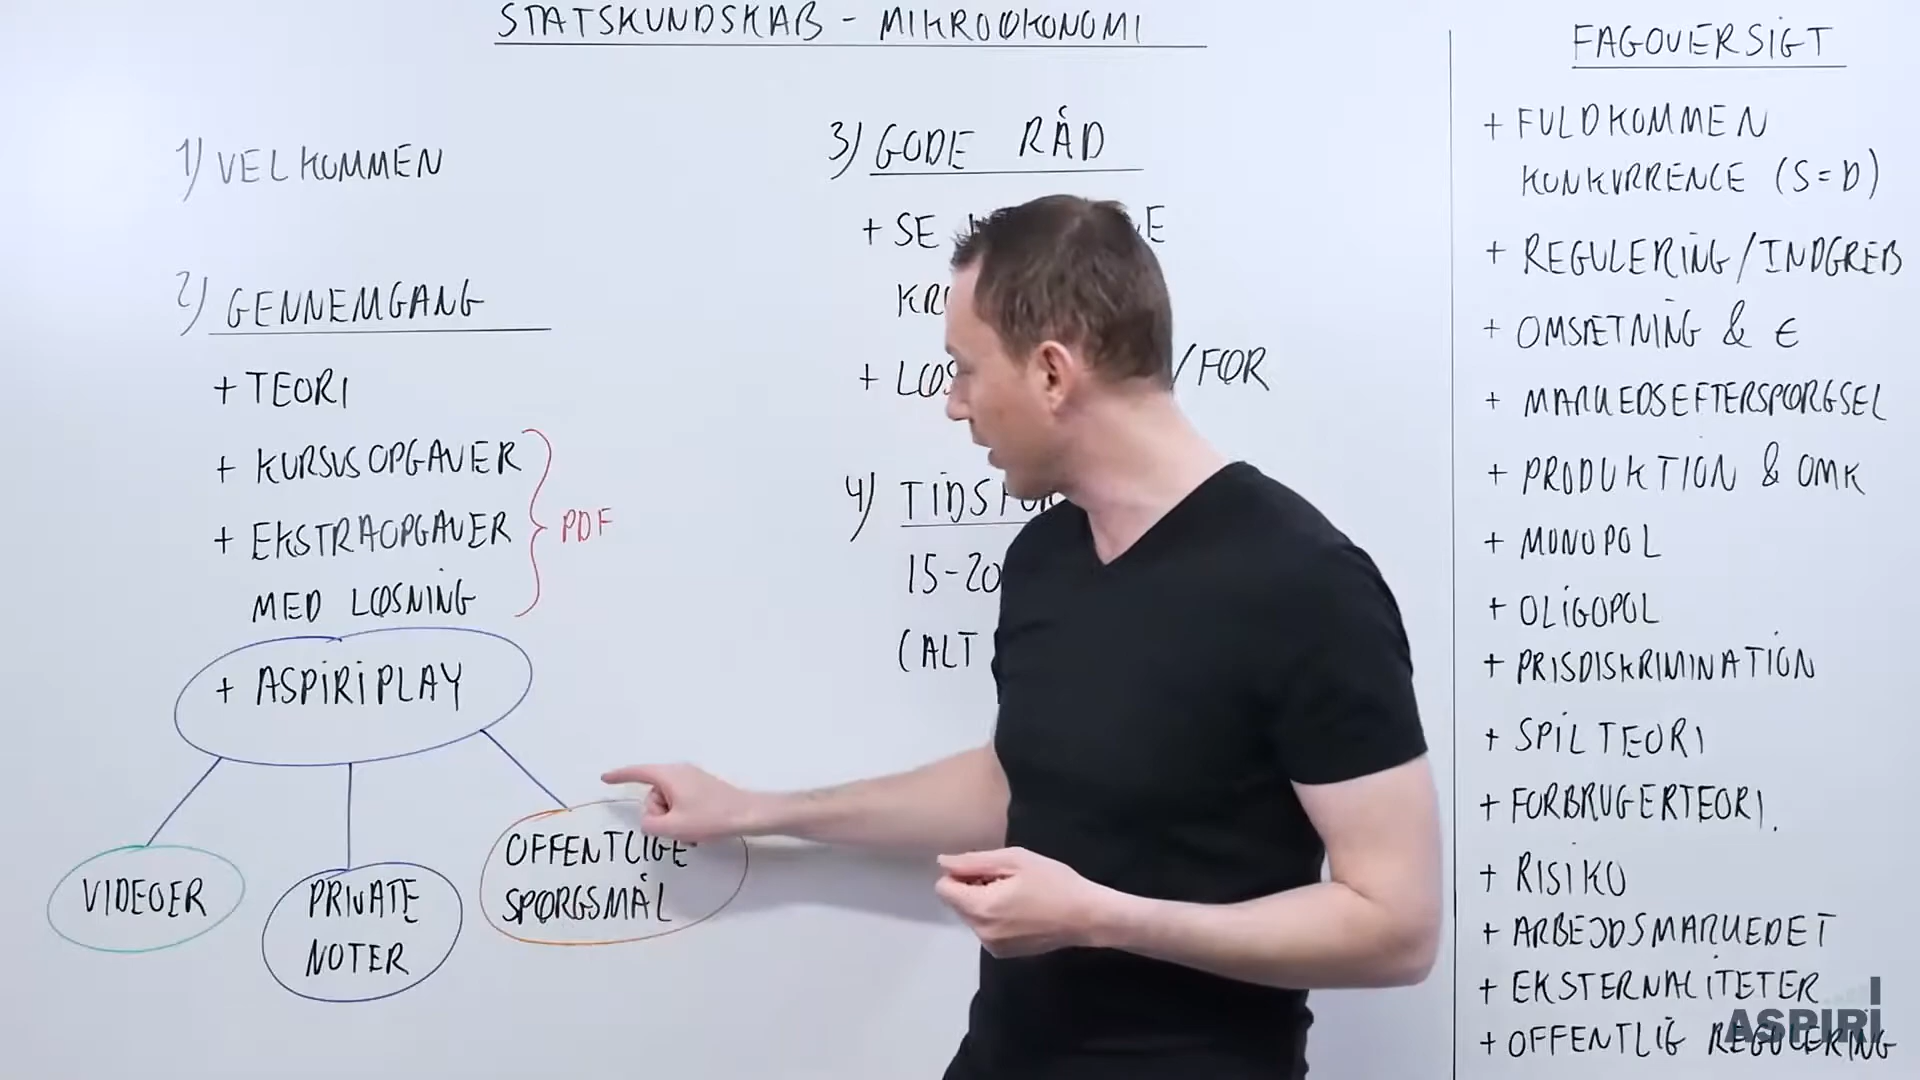 STATSKUNDSKAB - MIKROØKONOMI
1) VELKOMMEN
2) GENNEMGANG
+ TEORI
+ KURSUSOPGAVER
+ EKSTRAOPGAVER
MED LØSNING
PDF
+ ASPIRIPLAY
VIDEOER
PRIVATE
NOTER
OFFENTLIGE
SPØRGSMÅL
3) GODE RÅD
+ SE
+ /FØR
4)
15-20
(ALT
FAGOVERSIGT
+ FULDKOMMEN
KONKURRENCE (S=D)
+ REGULERING/INDGREB
+ OMSÆTNING & ϵ
+ MARKEDSEFTERSPØRGSEL
+ PRODUKTION & OMK
+ MONOPOL
+ OLIGOPOL
+ PRISDISKRIMINATION
+ SPILTEORI
+ FORBRUGERTEORI.
+ RISIKO
+ ARBEJDSMARKEDET
+ EKSTERNALITETER
+ OFFENTLIG REGULERING
ASPIRI